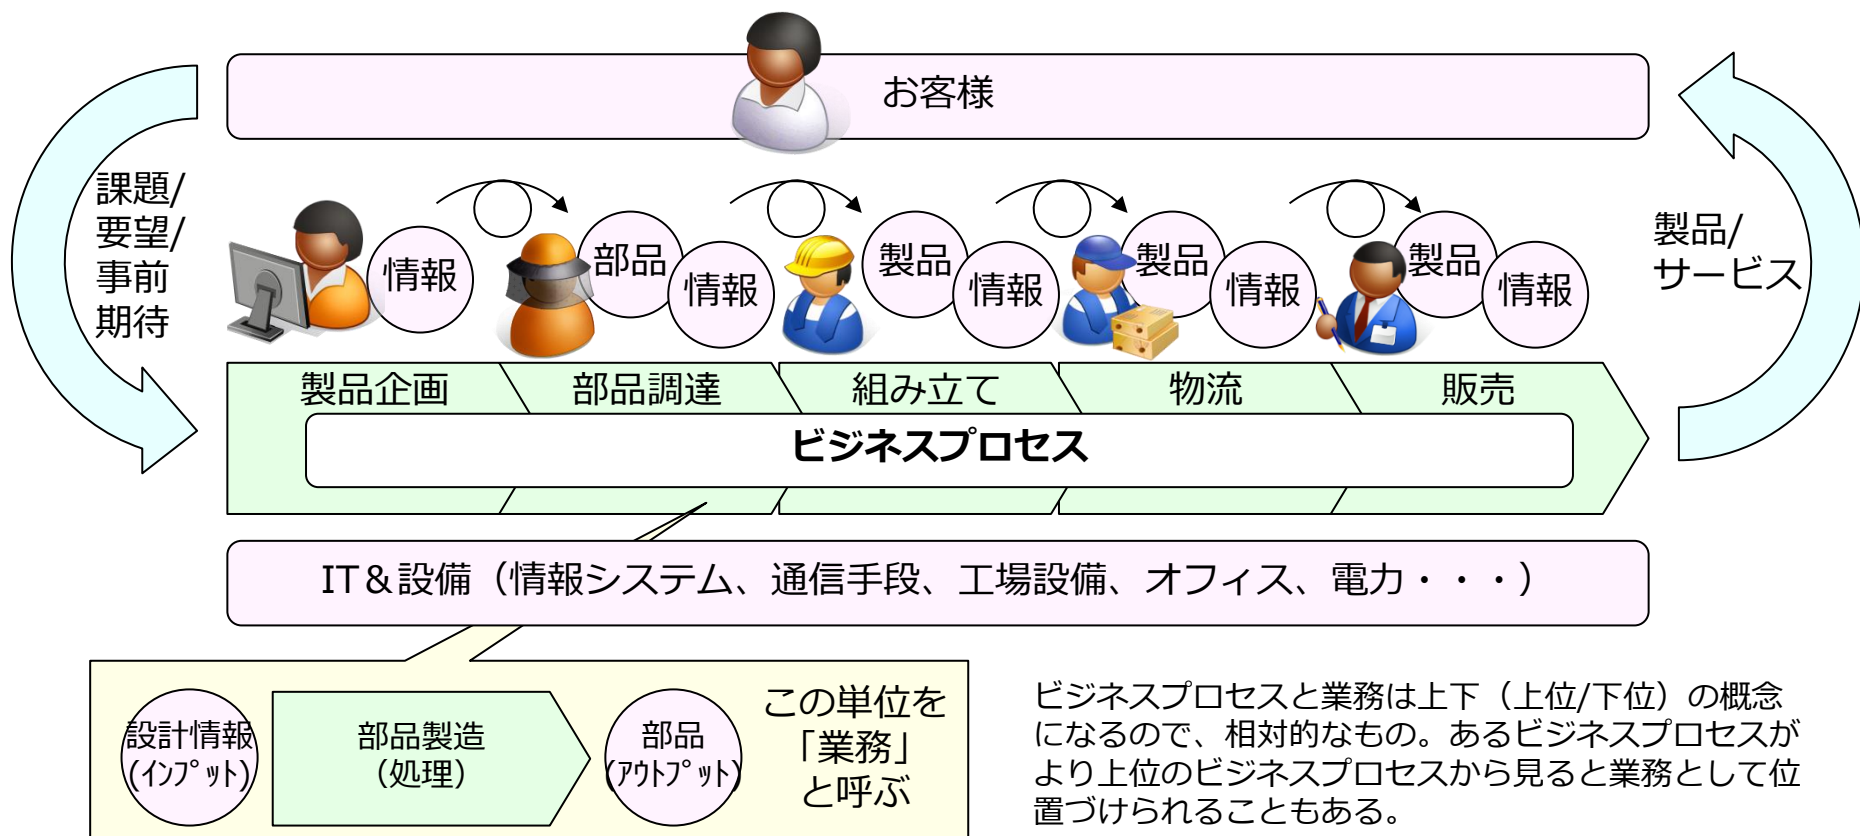 お客様
課題/
要望/
事前
期待
情報
部品
情報
製品
情報
製品
情報
製品
情報
製品/
サービス
製品企画
部品調達
組み立て
物流
販売
ビジネスプロセス
IT＆設備（情報システム、通信手段、工場設備、オフィス、電力・・・）
設計情報
(ｲﾝﾌﾟｯﾄ)
部品製造
（処理）
部品
(ｱｳﾄﾌﾟｯﾄ)
この単位を
「業務」
と呼ぶ
ビジネスプロセスと業務は上下（上位/下位）の概念
になるので、相対的なもの。あるビジネスプロセスが
より上位のビジネスプロセスから見ると業務として位
置づけられることもある。